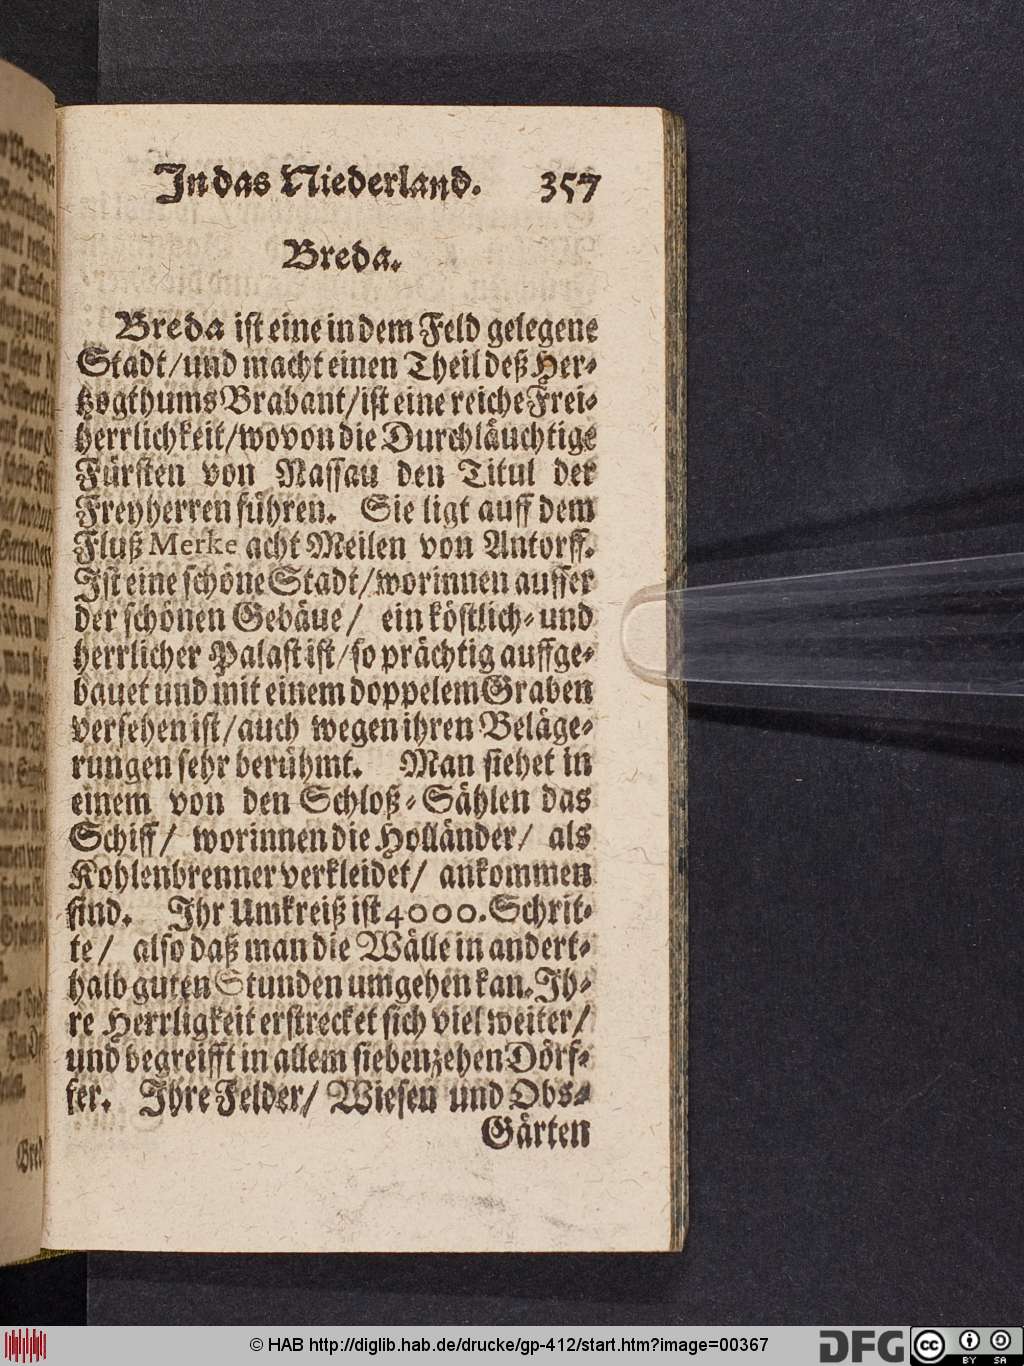 In das Niederland. 357
Breda.
Breda ist eine in dem Feld gelegene
Stadt/und macht einen Theil deß Her-
tzogthums Brabant/ist eine reiche Frei-
herrlichkeit/wovon die Durchläuchtige
Fürsten von Nassau den Titul der
Freyherren führen. Sie ligt auff dem
Fluß Merke acht Meilen von Antorff.
Ist eine schöne Stadt/worinnen ausser
der schönen Gebäue/ ein köstlich- und
herrlicher Palast ist/so prächtig auffge-
bauet und mit einem doppelem Graben
versehen ist/auch wegen ihren Beläge-
rungen sehr berühmt. Man siehet in
einem von den Schloß-Sählen das
Schiff/ worinnen die Holländer/ als
Kohlenbrenner verkleidet/ ankommen
sind. Ihr Umkreiß ist 4000. Schrit-
te/ also daß man die Wälle in andert-
halb guten Stunden umgehen kan. Ih-
re Herrligkeit erstrecket sich viel weiter/
und begreifft in allem siebenzehen Dörf-
fer. Ihre Felder/ Wiesen und Obs-
Gärten
© HAB http://diglib.hab.de/drucke/gp-412/start.htm?image=00367
DFG
cc BY SA